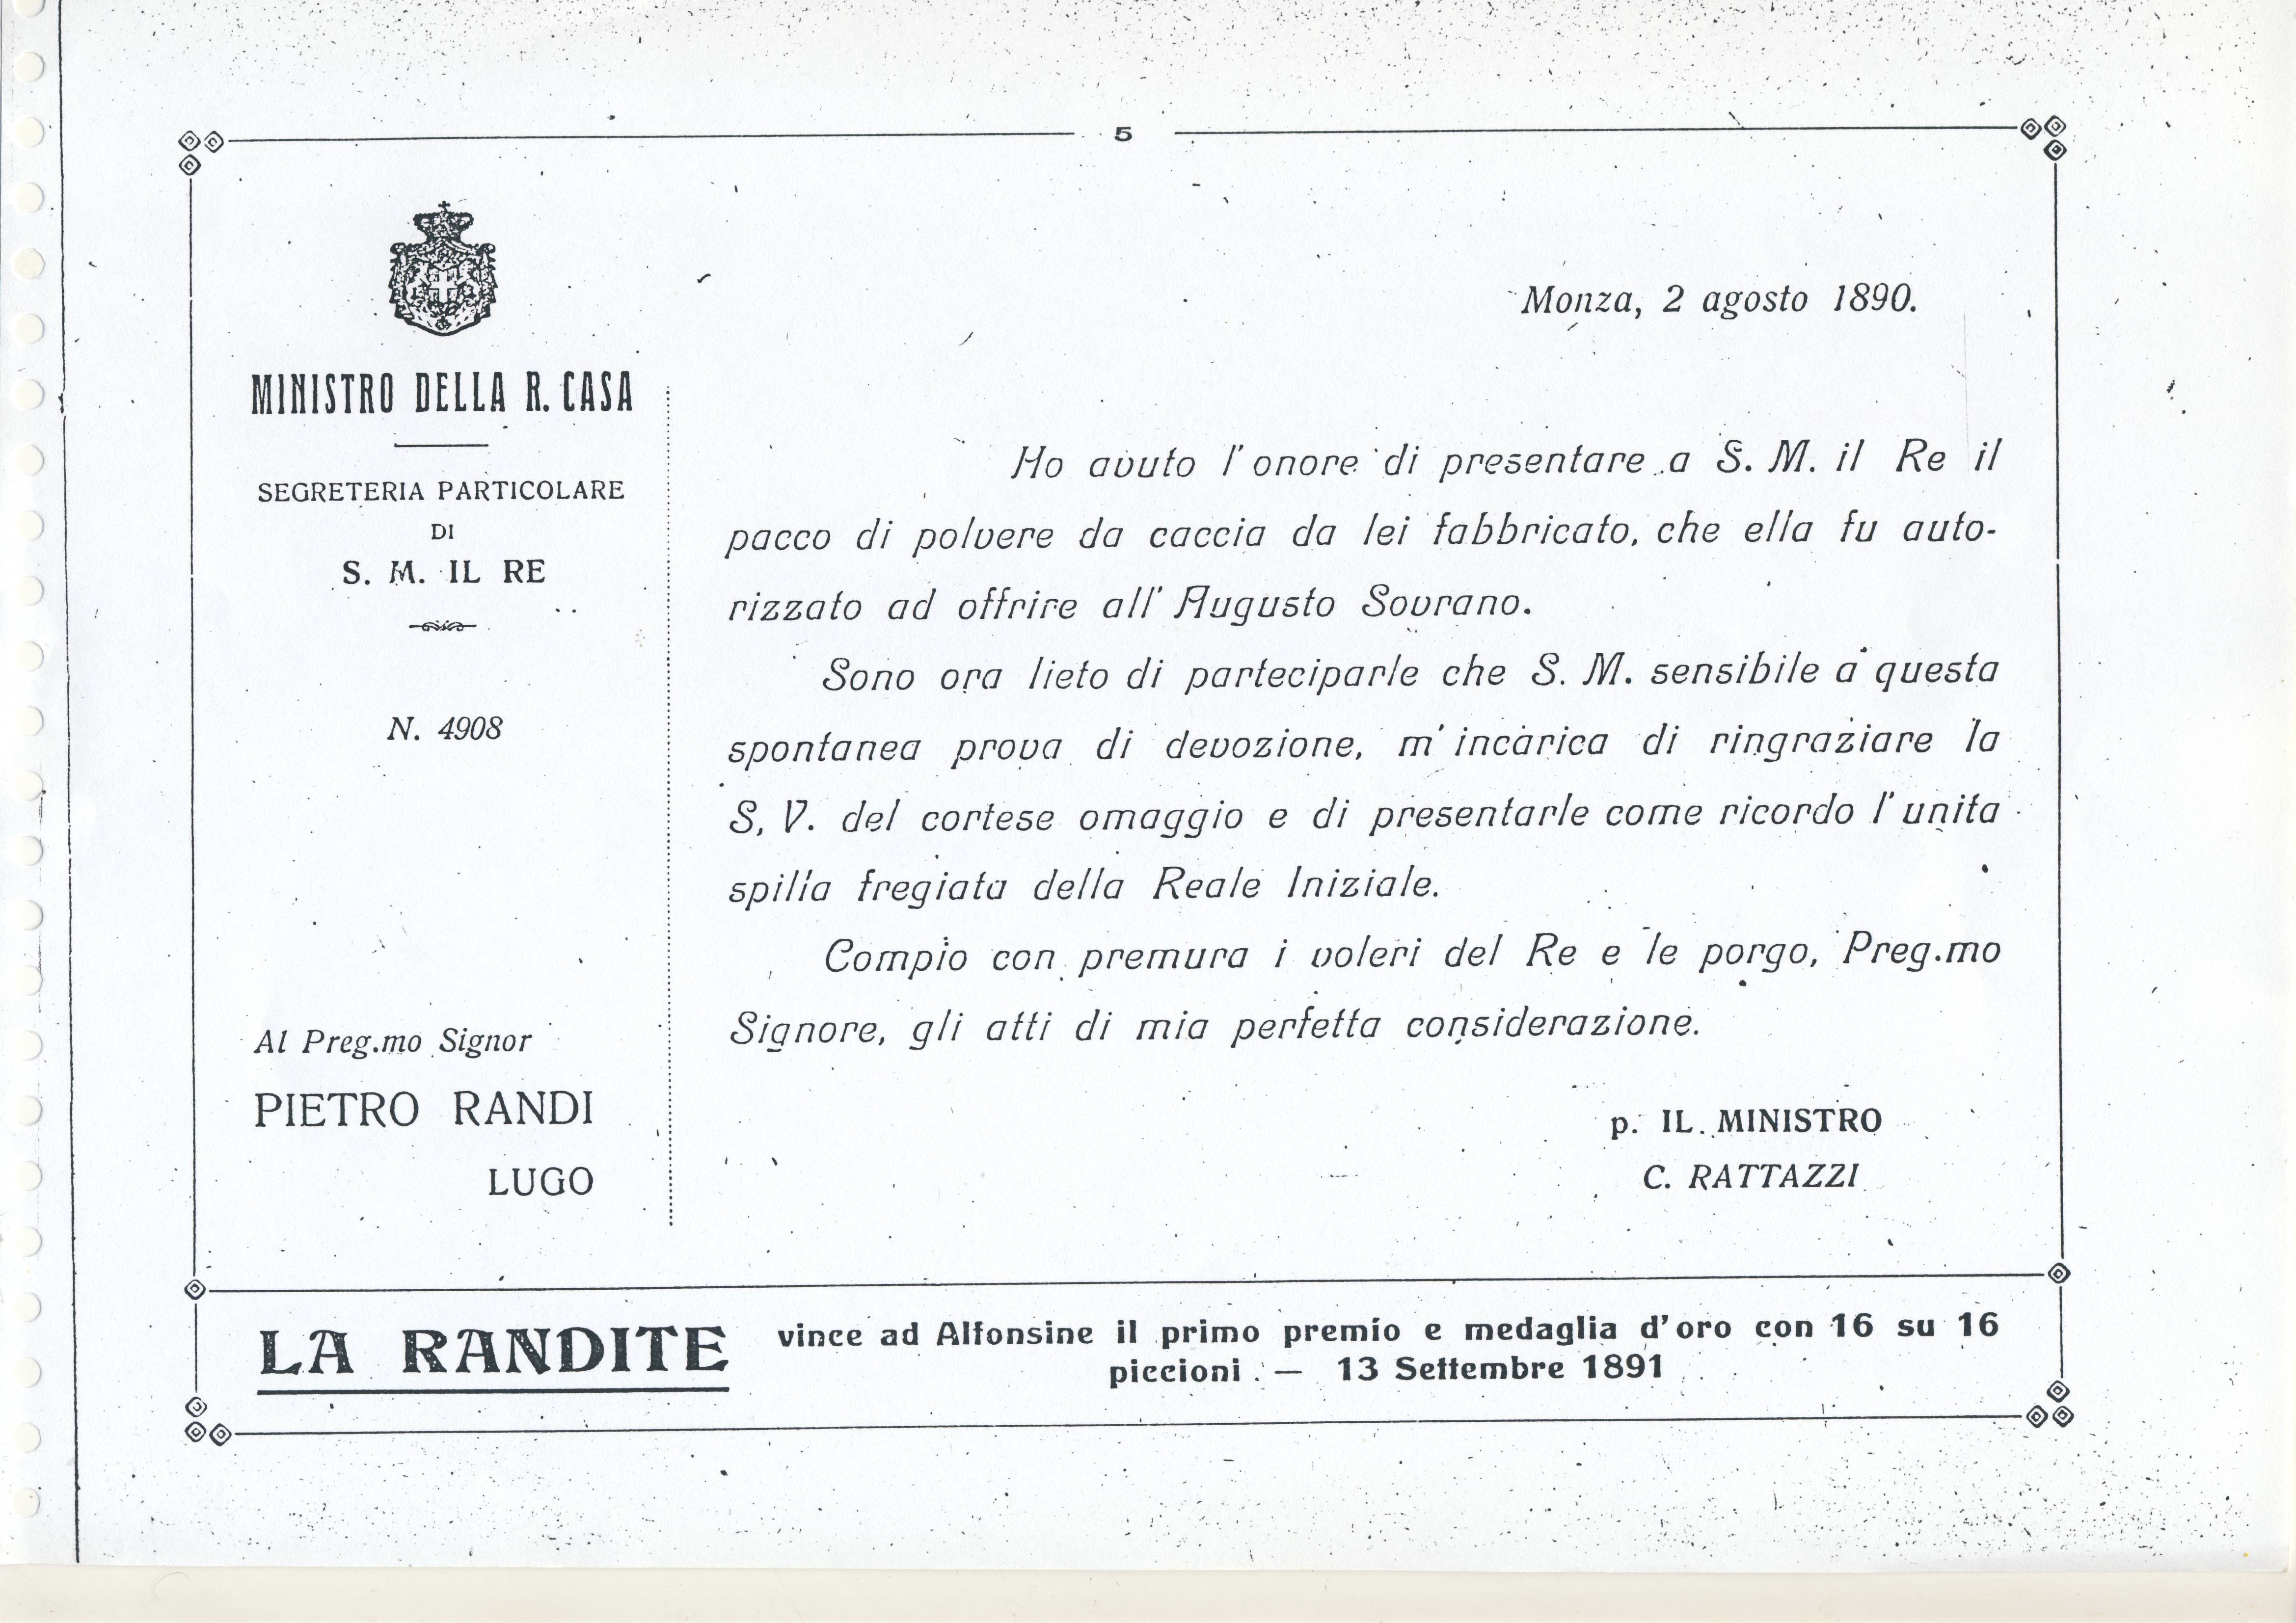 5
MINISTRO DELLA R. CASA
SEGRETERIA PARTICOLARE
DI
S. M. IL RE
N. 4908
Al Preg.mo Signor
PIETRO RANDI
LUGO
Monza, 2 agosto 1890.
Ho avuto l'onore di presentare a S. M. il Re il
pacco di polvere da caccia da lei fabbricato, che ella fu auto-
rizzato ad offrire all'Augusto Sovrano.
Sono ora lieto di parteciparle che S. M. sensibile a questa
spontanea prova di devozione, m'incarica di ringraziare la
S. V. del cortese omaggio e di presentarle come ricordo l'unita
spilla fregiata della Reale Iniziale.
Compio con premura i voleri del Re e le porgo, Preg.mo
Signore, gli atti di mia perfetta considerazione.
p. IL MINISTRO
C. RATTAZZI
LA RANDITE vince ad Alfonsine il primo premio e medaglia d'oro con 16 su 16
piccioni. — 13 Settembre 1891